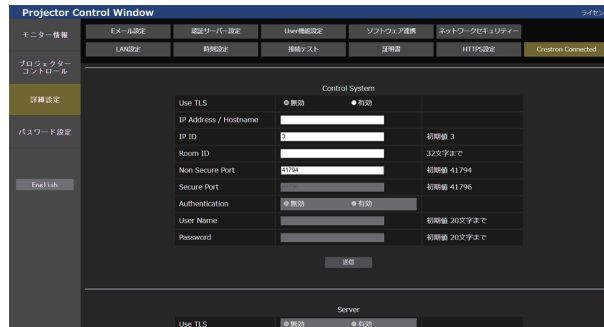 Projector Control Window
ライセン
モニター情報
Eメール設定 認証サーバー設定 User機能設定 ソフトウェア連携 ネットワークセキュリティー
LAN設定 時刻設定 接続テスト 証明書 HTTPS設定 Crestron Connected
プロジェクター
コントロール
詳細設定
パスワード設定
English
Control System
Use TLS 無効 有効
IP Address / Hostname
IP ID 3 初期値 3
Room ID 32文字まで
Non Secure Port 41794 初期値 41794
Secure Port 初期値 41796
Authentication 無効 有効
User Name 初期値 20文字まで
Password 初期値 20文字まで
送信
Server
Use TLS 無効 有効